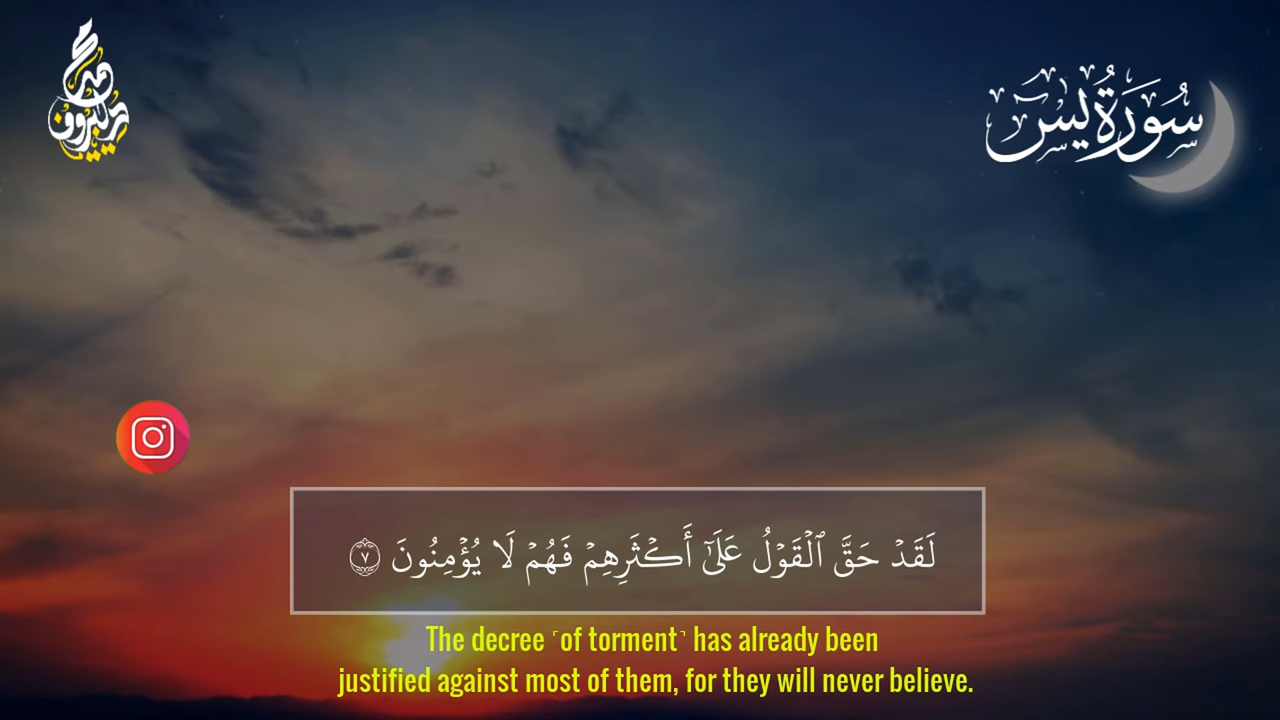 سُورَةُ يسٓ
لَقَدۡ حَقَّ ٱلۡقَوۡلُ عَلَىٰٓ أَكۡثَرِهِمۡ فَهُمۡ لَا يُؤۡمِنُونَ ٧
The decree ˹of torment˺ has already been
justified against most of them, for they will never believe.